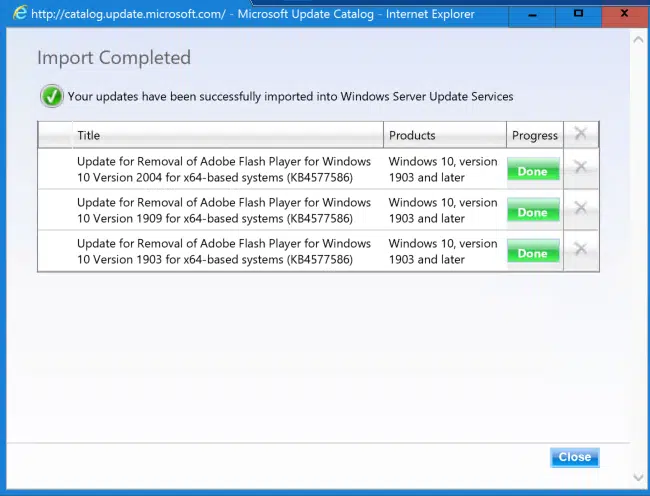 http://catalog.update.microsoft.com/ - Microsoft Update Catalog - Internet Explorer
Import Completed
Your updates have been successfully imported into Windows Server Update Services
Title Products Progress
Update for Removal of Adobe Flash Player for Windows Windows 10, version
10 Version 2004 for x64-based systems (KB4577586) 1903 and later Done
Update for Removal of Adobe Flash Player for Windows Windows 10, version
10 Version 1909 for x64-based systems (KB4577586) 1903 and later Done
Update for Removal of Adobe Flash Player for Windows Windows 10, version
10 Version 1903 for x64-based systems (KB4577586) 1903 and later Done
Close